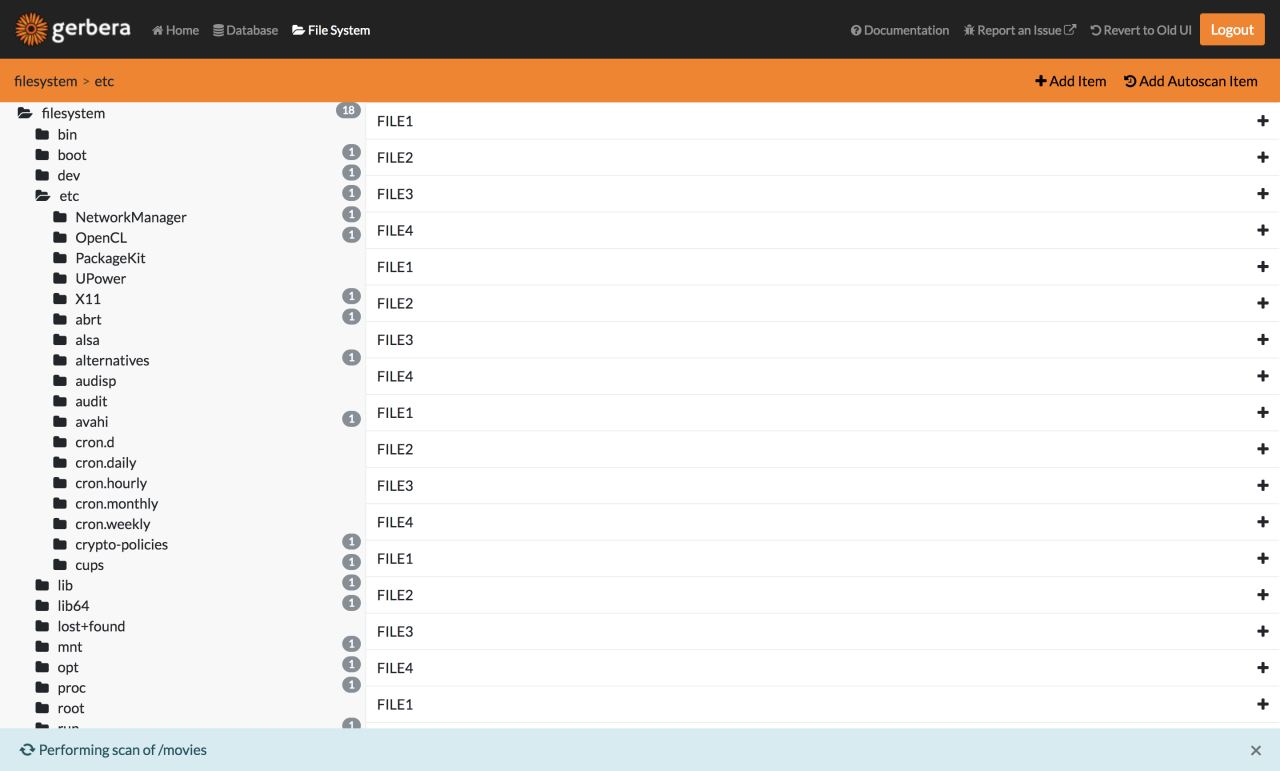 gerbera Home Database File System Documentation Report an Issue Revert to Old UI Logout
filesystem > etc Add Item Add Autoscan Item
filesystem 18
bin
boot 1
dev 1
etc 1
NetworkManager 1
OpenCL 1
PackageKit
UPower
X11 1
abrt 1
alsa
alternatives 1
audisp
audit
avahi 1
cron.d
cron.daily
cron.hourly
cron.monthly
cron.weekly
crypto-policies 1
cups 1
lib 1
lib64 1
lost+found
mnt 1
opt 1
proc 1
root
run 1
FILE1
FILE2
FILE3
FILE4
FILE1
FILE2
FILE3
FILE4
FILE1
FILE2
FILE3
FILE4
FILE1
FILE2
FILE3
FILE4
FILE1
Performing scan of /movies